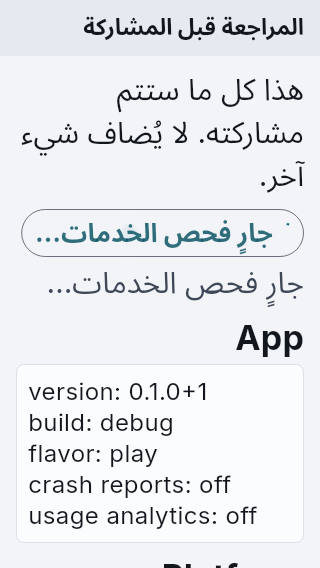 المراجعة قبل المشاركة
هذا كل ما ستتم
مشاركته. لا يُضاف شيء
آخر.
جارٍ فحص الخدمات…
جارٍ فحص الخدمات…
App
version: 0.1.0+1
build: debug
flavor: play
crash reports: off
usage analytics: off